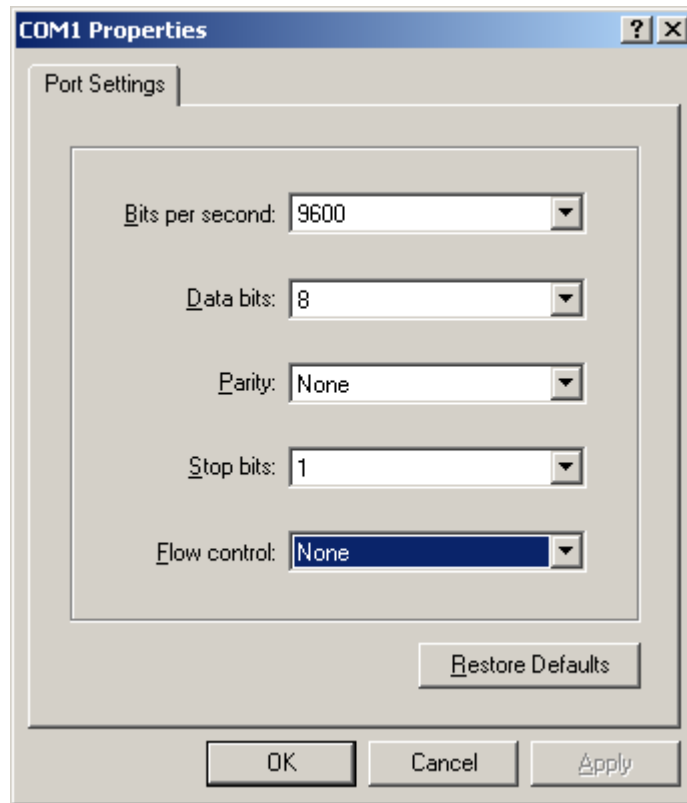 COM1 Properties
Port Settings
Bits per second: 9600
Data bits: 8
Parity: None
Stop bits: 1
Flow control: None
Restore Defaults
OK Cancel Apply